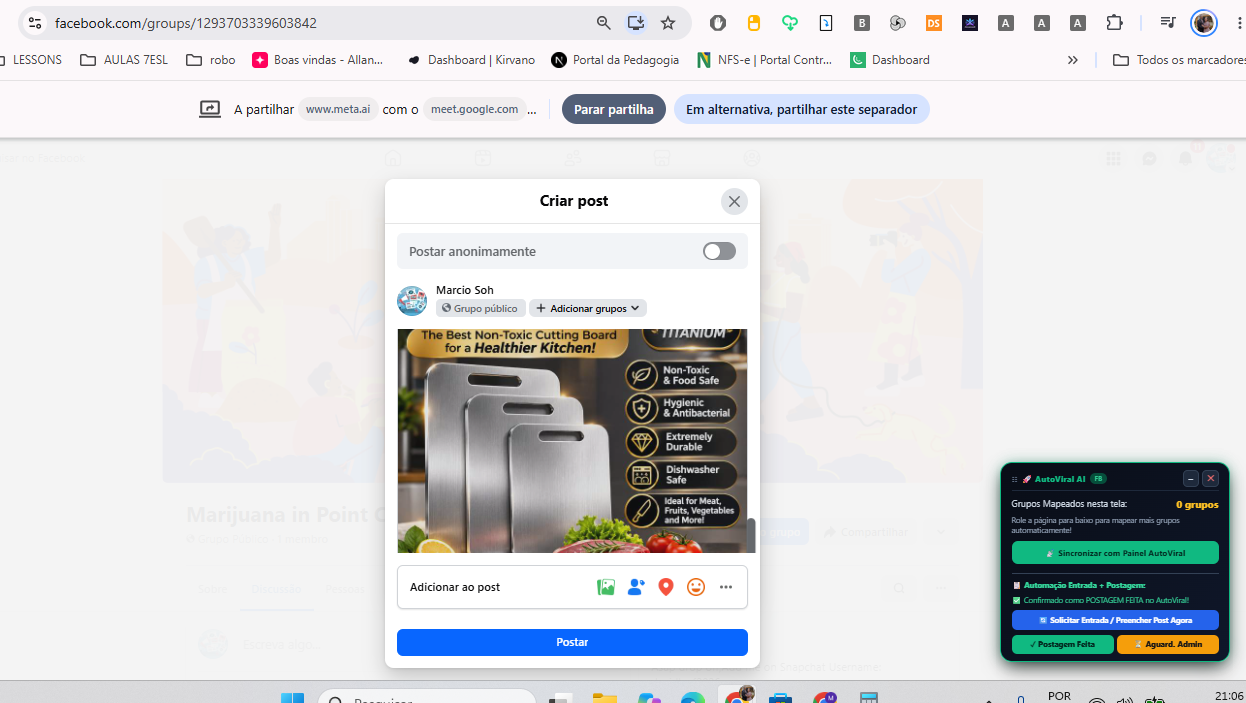 facebook.com/groups/1293703339603842
LESSONS
AULAS 7ESL
robo
Boas vindas - Allan...
Dashboard | Kirvano
Portal da Pedagogia
NFS-e | Portal Contr...
Dashboard
Todos os marcadores
A partilhar www.meta.ai com o meet.google.com ...
Parar partilha
Em alternativa, partilhar este separador
Criar post
Postar anonimamente
Marcio Soh
Grupo público
Adicionar grupos
The Best Non-Toxic Cutting Board
for a Healthier Kitchen!
TITANIUM
Non-Toxic
& Food Safe
Hygienic
& Antibacterial
Extremely
Durable
Dishwasher
Safe
Ideal for Meat,
Fruits, Vegetables
and More!
Adicionar ao post
Postar
Marijuana in Point
Compartilhar
AutoViral AI FB
Grupos Mapeados nesta tela: 0 grupos
Role a página para baixo para mapear mais grupos
automaticamente!
Sincronizar com Painel AutoViral
Automação Entrada + Postagem:
Confirmado como POSTAGEM FEITA no AutoViral!
Solicitar Entrada / Preencher Post Agora
✓ Postagem Feita
Aguard. Admin
Pesquisar
POR
21:06